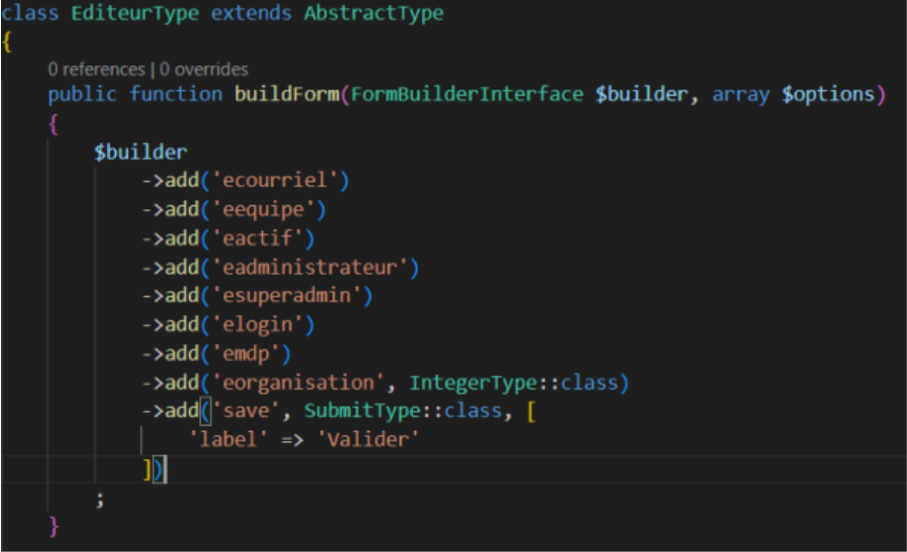 class EditeurType extends AbstractType
{
0 references | 0 overrides
public function buildForm(FormBuilderInterface $builder, array $options)
{
$builder
->add('ecourriel')
->add('eequipe')
->add('eactif')
->add('eadministrateur')
->add('esuperadmin')
->add('elogin')
->add('emdp')
->add('eorganisation', IntegerType::class)
->add('save', SubmitType::class, [
'label' => 'Valider'
])
;
}